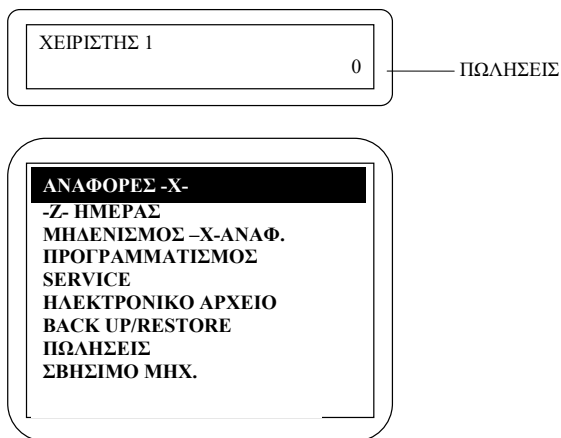 ΧΕΙΡΙΣΤΗΣ 1
0
ΠΩΛΗΣΕΙΣ
ΑΝΑΦΟΡΕΣ -Χ-
-Ζ- ΗΜΕΡΑΣ
ΜΗΔΕΝΙΣΜΟΣ –Χ-ΑΝΑΦ.
ΠΡΟΓΡΑΜΜΑΤΙΣΜΟΣ
SERVICE
ΗΛΕΚΤΡΟΝΙΚΟ ΑΡΧΕΙΟ
BACK UP/RESTORE
ΠΩΛΗΣΕΙΣ
ΣΒΗΣΙΜΟ ΜΗΧ.